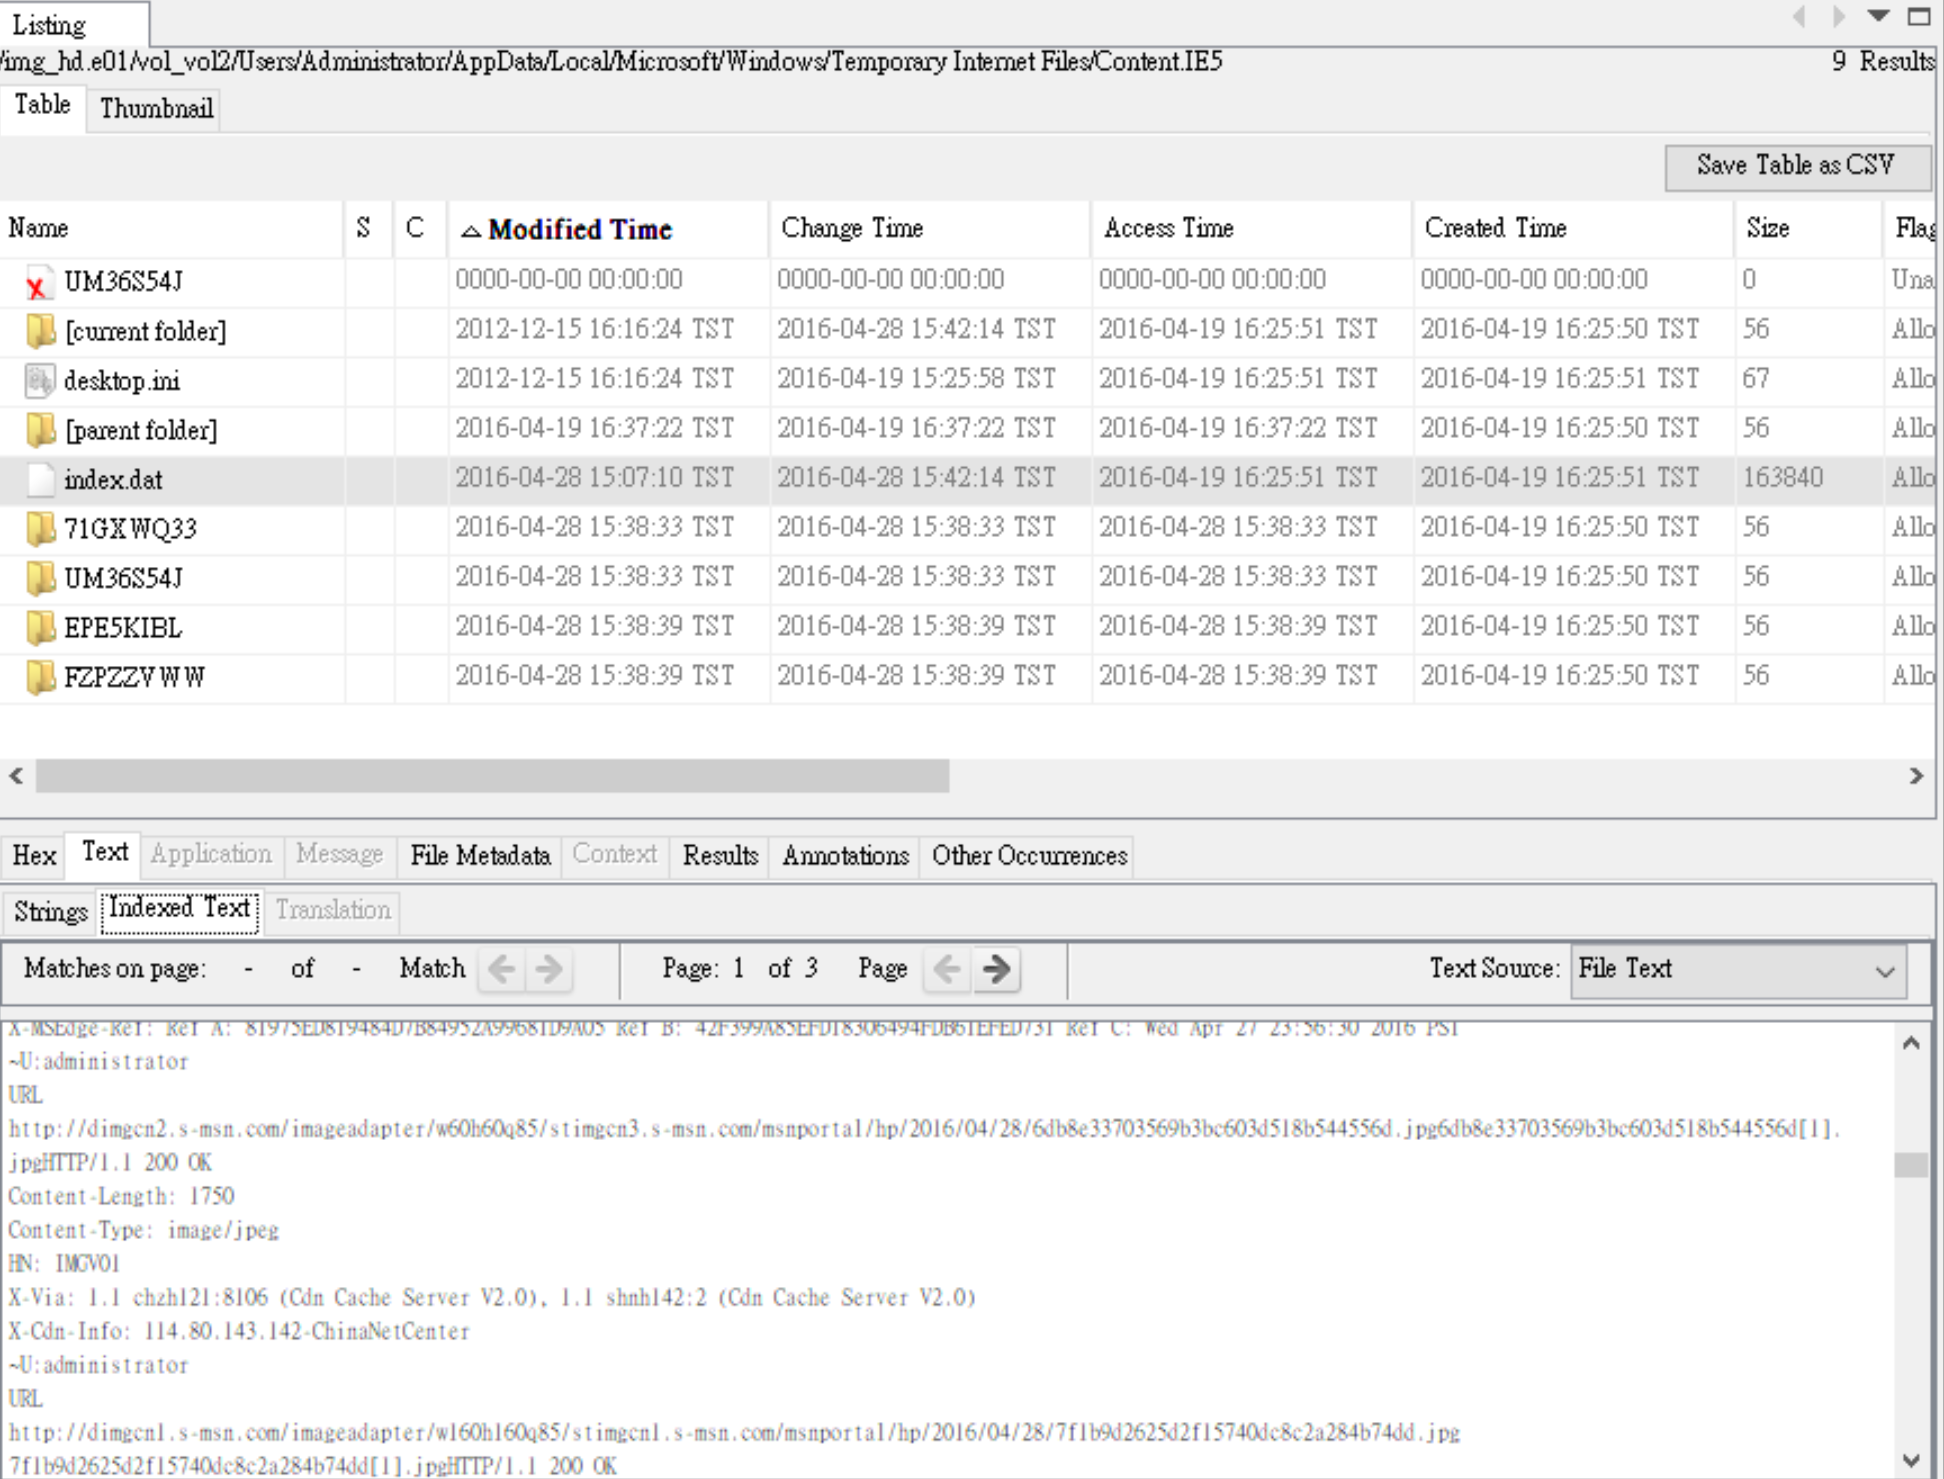 Listing
/img_hd.e01/vol_vol2/Users/Administrator/AppData/Local/Microsoft/Windows/Temporary Internet Files/Content.IE5 9 Results
Table Thumbnail
Save Table as CSV
Name S C Modified Time Change Time Access Time Created Time Size Flag
UM36S54J 0000-00-00 00:00:00 0000-00-00 00:00:00 0000-00-00 00:00:00 0000-00-00 00:00:00 0 Una
[current folder] 2012-12-15 16:16:24 TST 2016-04-28 15:42:14 TST 2016-04-19 16:25:51 TST 2016-04-19 16:25:50 TST 56 Allo
desktop.ini 2012-12-15 16:16:24 TST 2016-04-19 15:25:58 TST 2016-04-19 16:25:51 TST 2016-04-19 16:25:51 TST 67 Allo
[parent folder] 2016-04-19 16:37:22 TST 2016-04-19 16:37:22 TST 2016-04-19 16:37:22 TST 2016-04-19 16:25:50 TST 56 Allo
index.dat 2016-04-28 15:07:10 TST 2016-04-28 15:42:14 TST 2016-04-19 16:25:51 TST 2016-04-19 16:25:51 TST 163840 Allo
71GXWQ33 2016-04-28 15:38:33 TST 2016-04-28 15:38:33 TST 2016-04-28 15:38:33 TST 2016-04-19 16:25:50 TST 56 Allo
UM36S54J 2016-04-28 15:38:33 TST 2016-04-28 15:38:33 TST 2016-04-28 15:38:33 TST 2016-04-19 16:25:50 TST 56 Allo
EPE5KIBL 2016-04-28 15:38:39 TST 2016-04-28 15:38:39 TST 2016-04-28 15:38:39 TST 2016-04-19 16:25:50 TST 56 Allo
FZPZZVWW 2016-04-28 15:38:39 TST 2016-04-28 15:38:39 TST 2016-04-28 15:38:39 TST 2016-04-19 16:25:50 TST 56 Allo
Hex Text Application Message File Metadata Context Results Annotations Other Occurrences
Strings Indexed Text Translation
Matches on page: - of - Match Page: 1 of 3 Page Text Source: File Text
X-MSEdge-Ref: Ref A: 81975ED819484D7B84952A99681D9A05 Ref B: 42F399A85EFD18306494FDB61EFED731 Ref C: Wed Apr 27 23:56:30 2016 PST
~U:administrator
URL
http://dimgcn2.s-msn.com/imageadapter/w60h60q85/stimgcn3.s-msn.com/msnportal/hp/2016/04/28/6db8e33703569b3bc603d518b544556d.jpg6db8e33703569b3bc603d518b544556d[1].
jpgHTTP/1.1 200 OK
Content-Length: 1750
Content-Type: image/jpeg
HN: IMGV01
X-Via: 1.1 chzh121:8106 (Cdn Cache Server V2.0), 1.1 shnh142:2 (Cdn Cache Server V2.0)
X-Cdn-Info: 114.80.143.142-ChinaNetCenter
~U:administrator
URL
http://dimgcn1.s-msn.com/imageadapter/w160h160q85/stimgcn1.s-msn.com/msnportal/hp/2016/04/28/7f1b9d2625d2f15740dc8c2a284b74dd.jpg
7f1b9d2625d2f15740dc8c2a284b74dd[1].jpgHTTP/1.1 200 OK